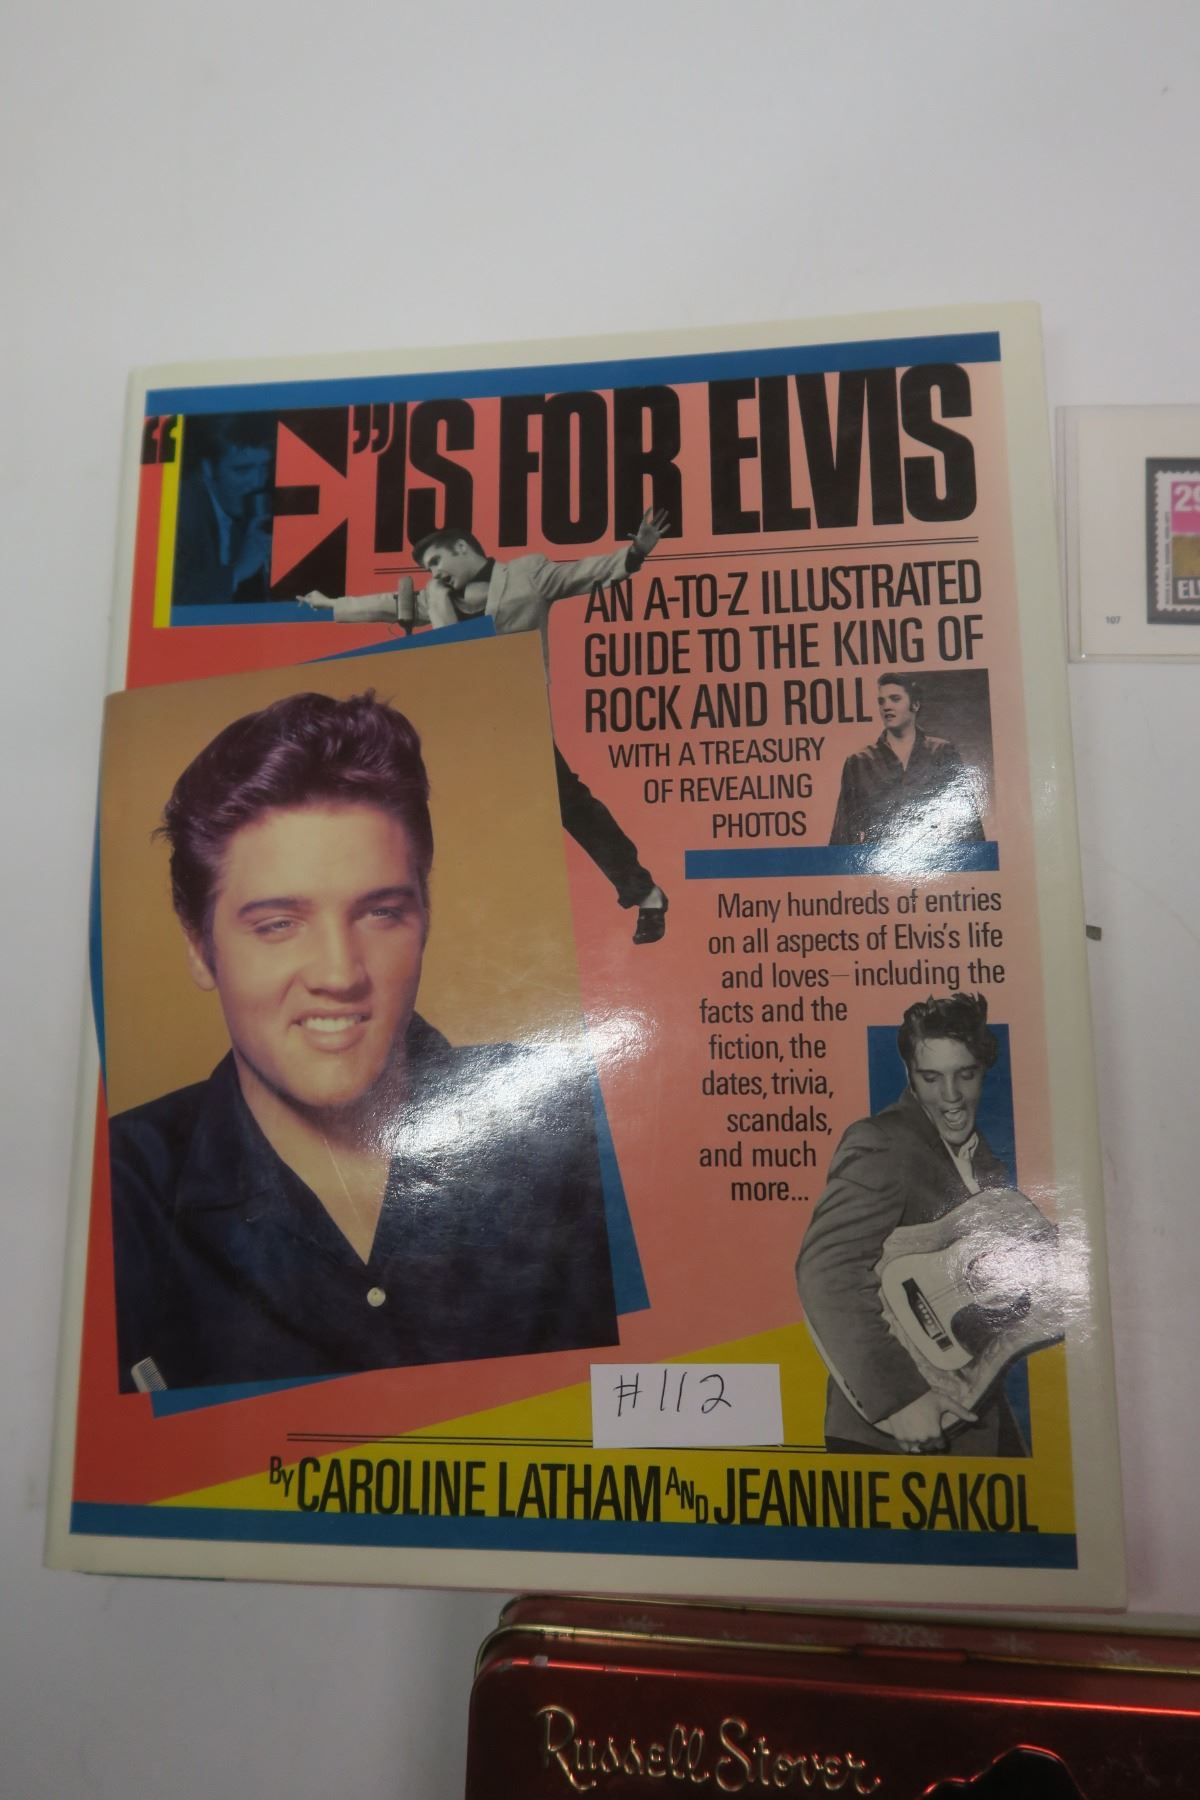 "E" IS FOR ELVIS
AN A-TO-Z ILLUSTRATED
GUIDE TO THE KING OF
ROCK AND ROLL
WITH A TREASURY
OF REVEALING
PHOTOS
Many hundreds of entries
on all aspects of Elvis's life
and loves—including the
facts and the
fiction, the
dates, trivia,
scandals,
and much
more...
#112
BY CAROLINE LATHAM AND JEANNIE SAKOL
29
EL
107
Russell Stover